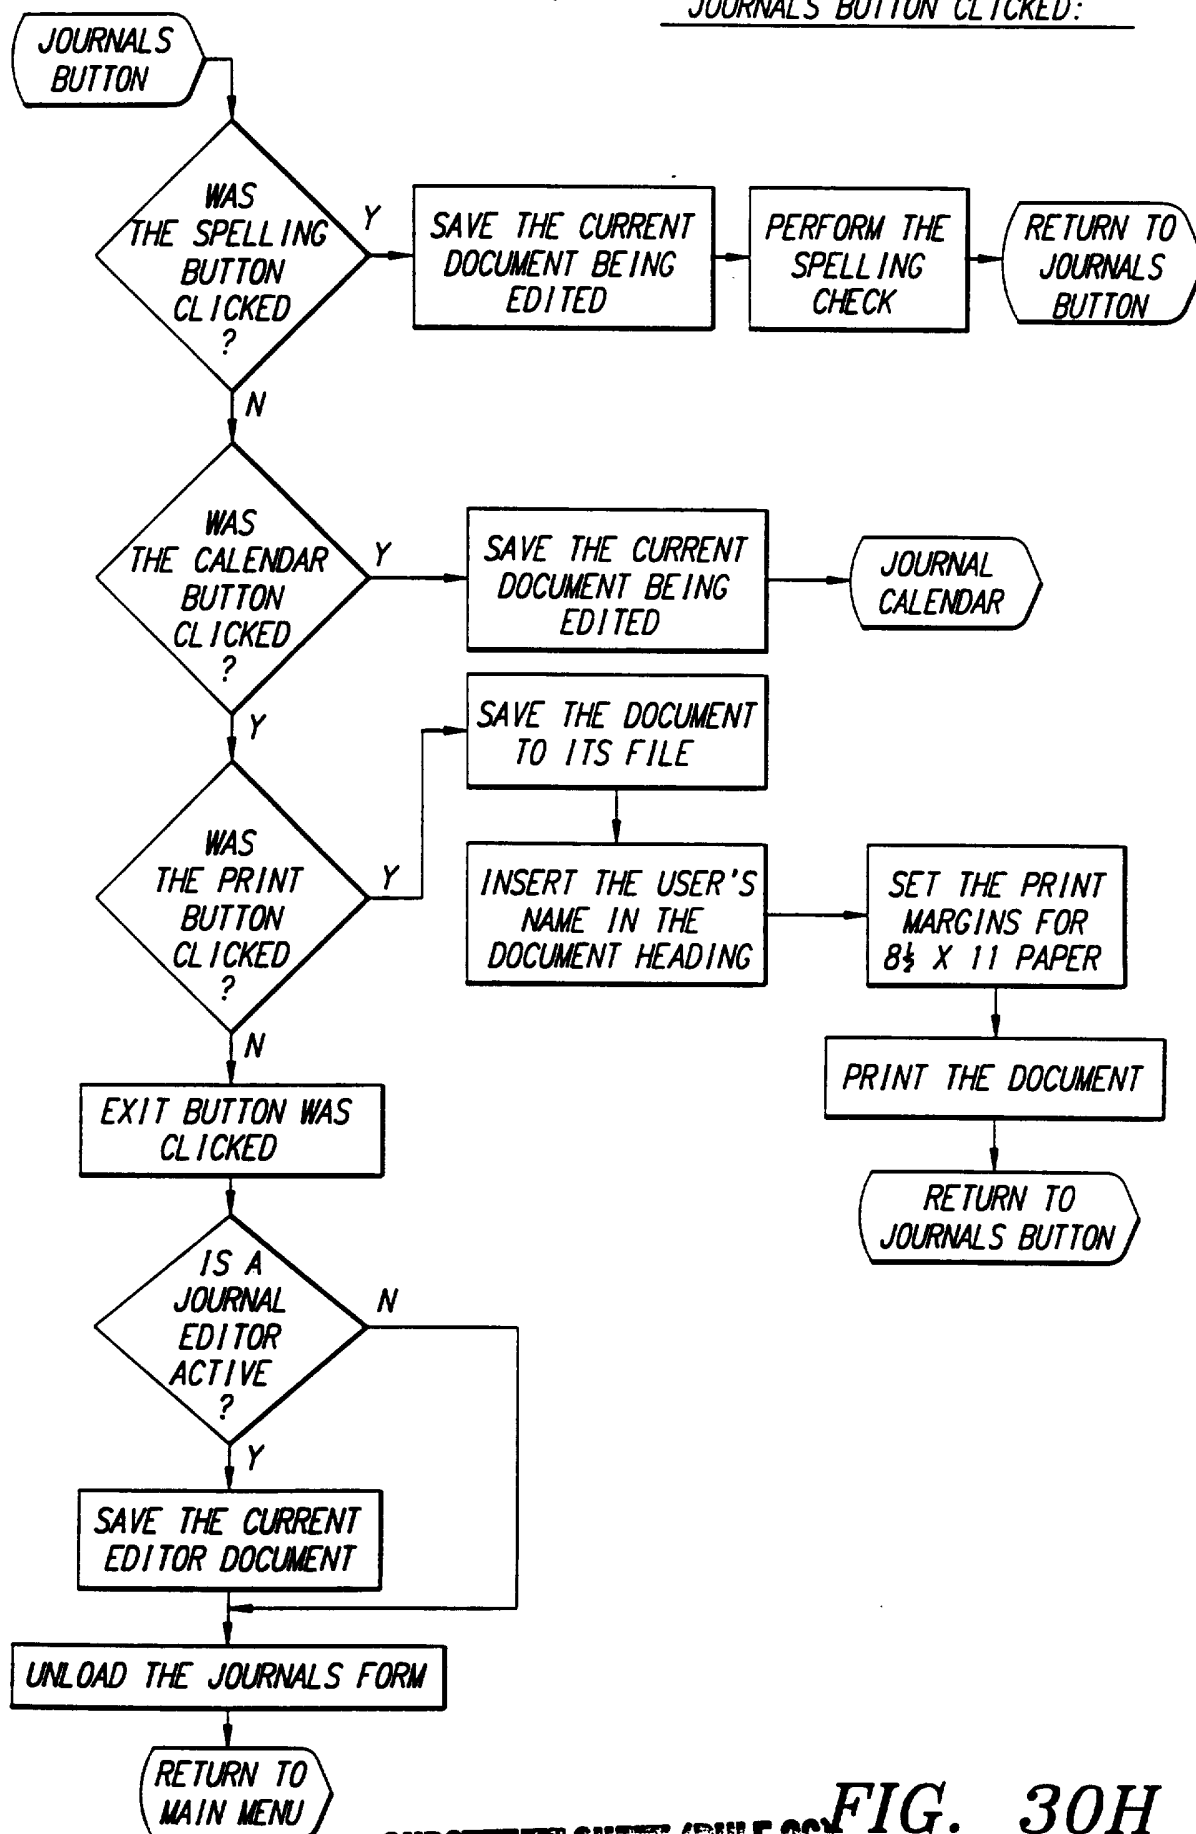 JOURNALS BUTTON CLICKED:
JOURNALS
BUTTON
WAS
THE SPELLING
BUTTON
CLICKED
?
Y
SAVE THE CURRENT
DOCUMENT BEING
EDITED
PERFORM THE
SPELLING
CHECK
RETURN TO
JOURNALS
BUTTON
N
WAS
THE CALENDAR
BUTTON
CLICKED
?
Y
SAVE THE CURRENT
DOCUMENT BEING
EDITED
JOURNAL
CALENDAR
Y
WAS
THE PRINT
BUTTON
CLICKED
?
Y
SAVE THE DOCUMENT
TO ITS FILE
INSERT THE USER'S
NAME IN THE
DOCUMENT HEADING
SET THE PRINT
MARGINS FOR
8½ X 11 PAPER
PRINT THE DOCUMENT
RETURN TO
JOURNALS BUTTON
N
EXIT BUTTON WAS
CLICKED
IS A
JOURNAL
EDITOR
ACTIVE
?
N
Y
SAVE THE CURRENT
EDITOR DOCUMENT
UNLOAD THE JOURNALS FORM
RETURN TO
MAIN MENU
FIG. 30H